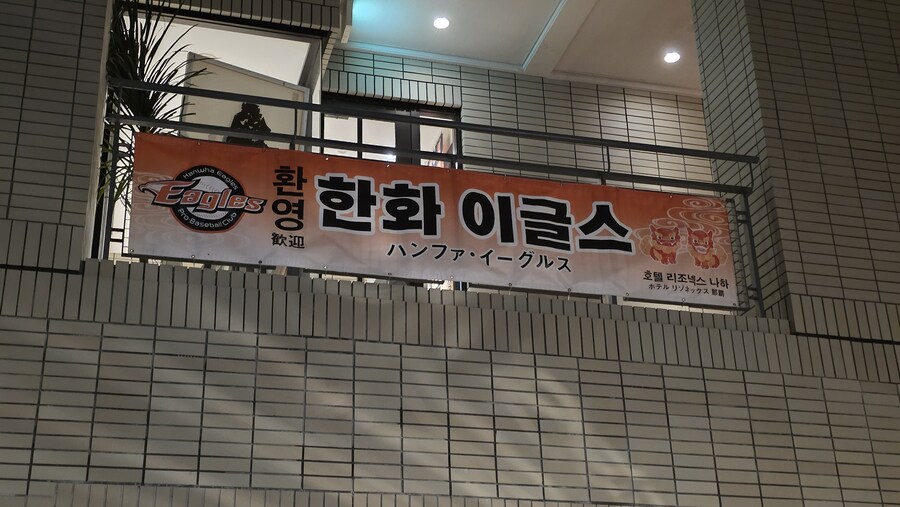 Hanwha Eagles
Eagles
Pro-Baseball Club
환영
歓迎
한화 이글스
ハンファ・イーグルス
호텔 리조넥스 나하
ホテル リゾネックス 那覇